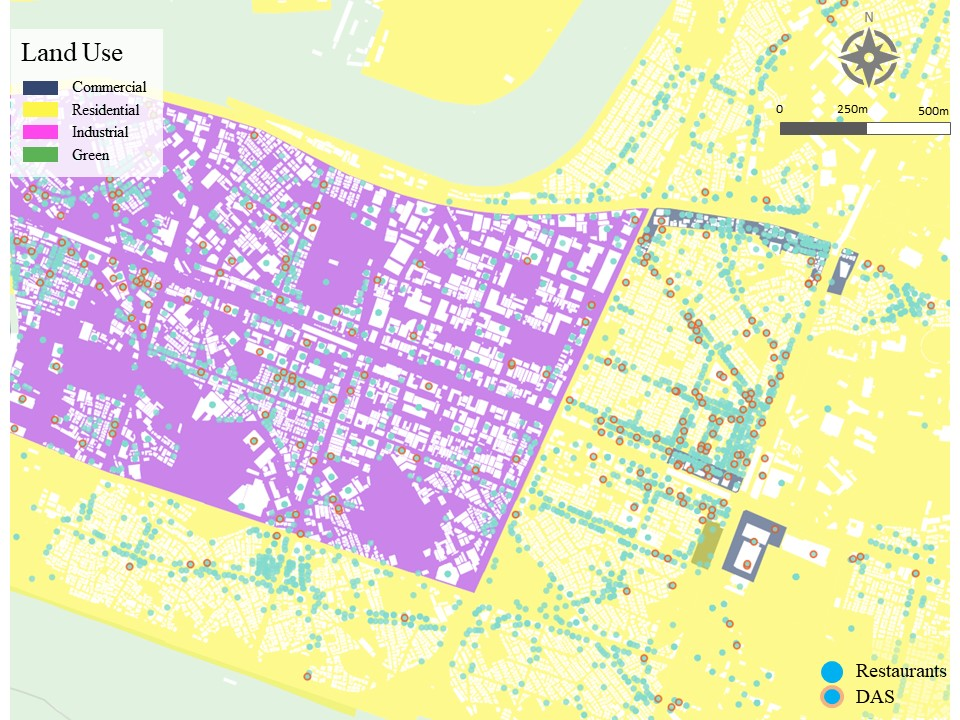 N
0 250m 500m
Land Use
Commercial
Residential
Industrial
Green
Restaurants
DAS